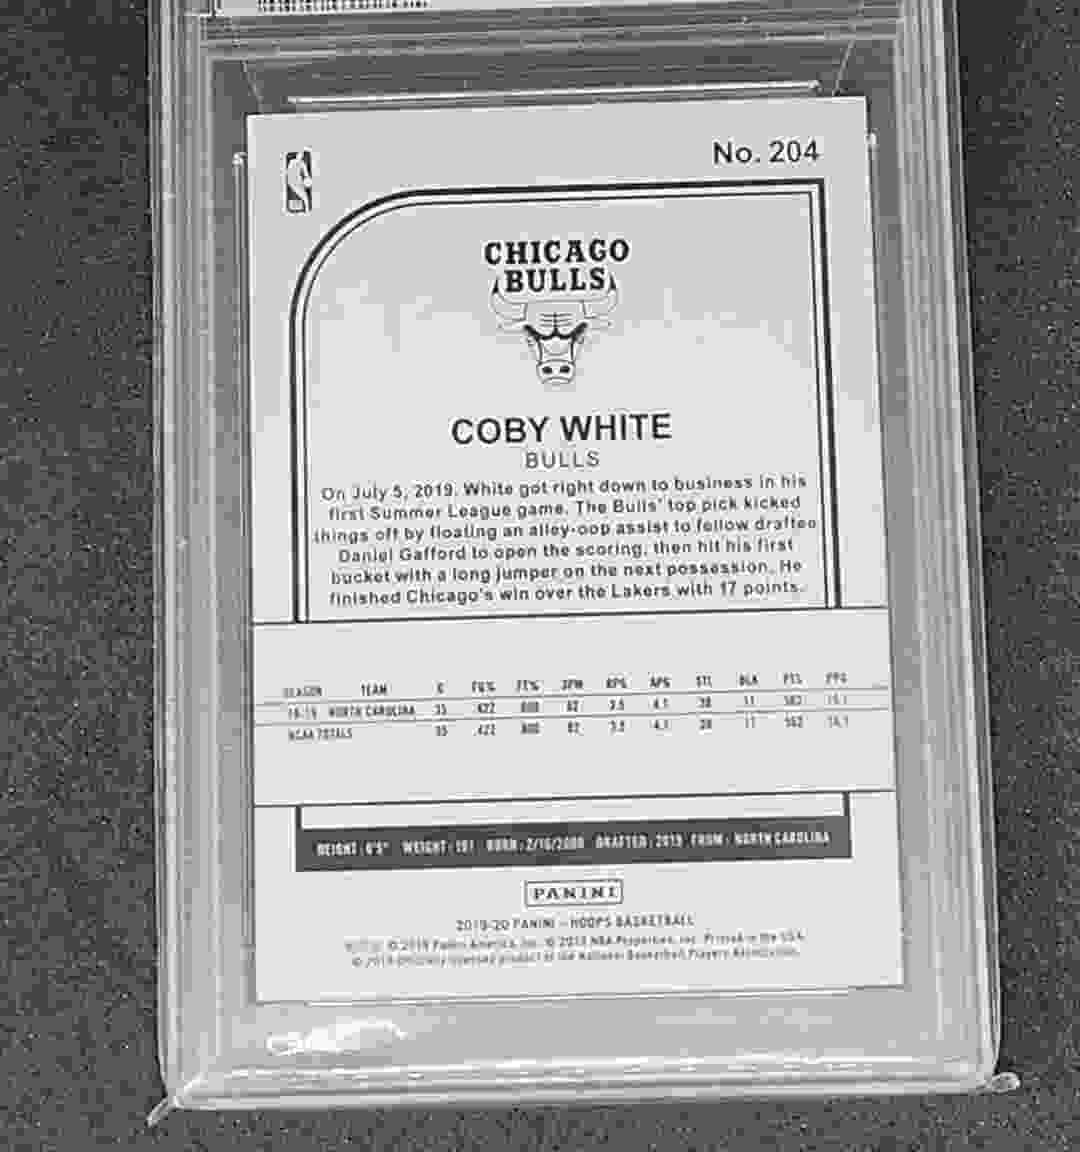 No. 204
CHICAGO
BULLS
COBY WHITE
BULLS
On July 5, 2019, White got right down to business in his
first Summer League game. The Bulls' top pick kicked
things off by floating an alley-oop assist to fellow draftee
Daniel Gafford to open the scoring, then hit his first
bucket with a long jumper on the next possession. He
finished Chicago's win over the Lakers with 17 points.
SEASON TEAM G FG% FT% 3PM RPG APG STL BLK PTS PPG
18-19 NORTH CAROLINA 35 .423 .800 82 3.5 4.1 38 11 562 16.1
NCAA TOTALS 35 .423 .800 82 3.5 4.1 38 11 562 16.1
HEIGHT: 6'5" WEIGHT: 191 BORN: 2/16/2000 DRAFTED: 2019 FROM: NORTH CAROLINA
PANINI
2019-20 PANINI – HOOPS BASKETBALL
© 2019 Panini America, Inc. © 2019 NBA Properties, Inc. Printed in the USA
© 2019 Officially licensed product of the National Basketball Players Association.